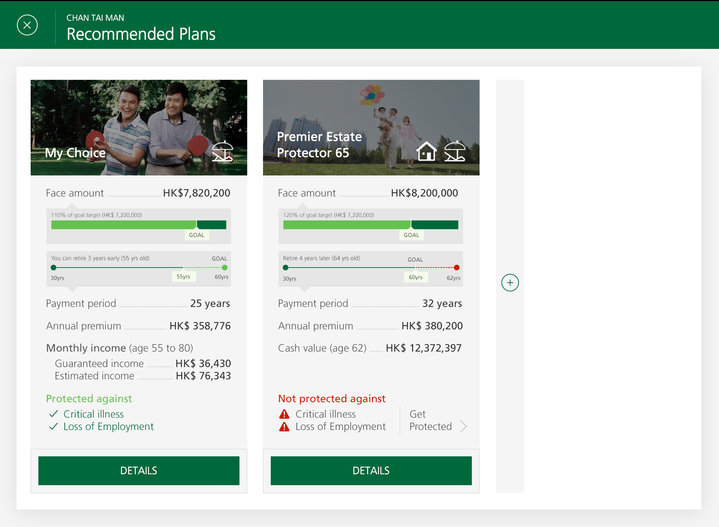 CHAN TAI MAN
Recommended Plans
My Choice
Face amount HK$7,820,200
110% of goal target (HK$ 7,200,000)
GOAL
You can retire 3 years early (55 yrs old) GOAL
30yrs 55yrs 60yrs
Payment period 25 years
Annual premium HK$ 358,776
Monthly income (age 55 to 80)
Guaranteed income HK$ 36,430
Estimated income HK$ 76,343
Protected against
Critical illness
Loss of Employment
DETAILS
Premier Estate
Protector 65
Face amount HK$8,200,000
120% of goal target (HK$ 7,200,000)
GOAL
Retire 4 years later (64 yrs old) GOAL
30yrs 60yrs 62yrs
Payment period 32 years
Annual premium HK$ 380,200
Cash value (age 62) HK$ 12,372,397
Not protected against
Critical illness
Loss of Employment
Get
Protected
DETAILS